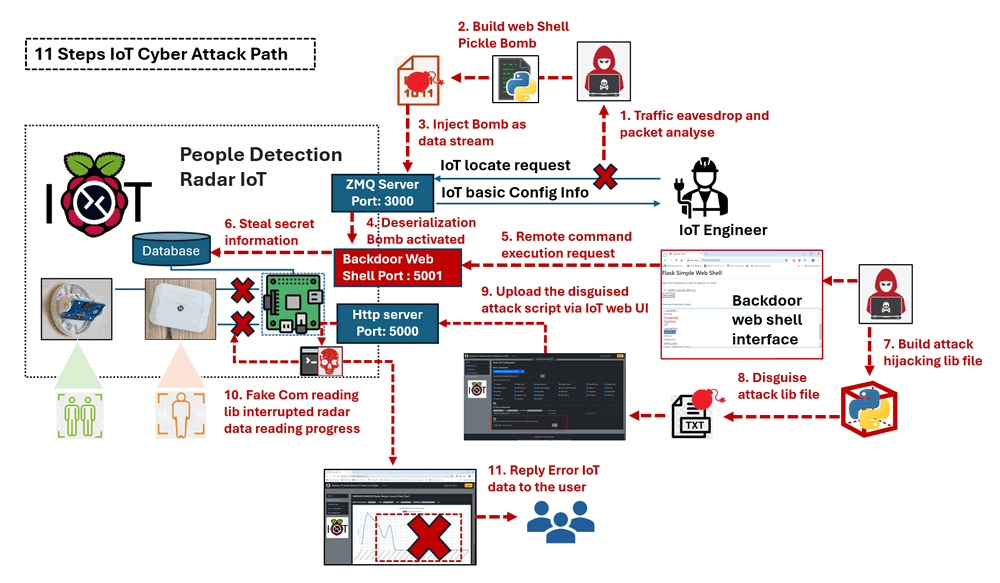 11 Steps IoT Cyber Attack Path
2. Build web Shell
Pickle Bomb
1011
1. Traffic eavesdrop and
packet analyse
3. Inject Bomb as
data stream
People Detection
Radar IoT
I T
IoT locate request
ZMQ Server
Port: 3000
IoT basic Config Info
IoT Engineer
6. Steal secret
information
4. Deserialization
Bomb activated
5. Remote command
execution request
Database
Backdoor Web
Shell Port : 5001
Flask Simple Web Shell
Backdoor
web shell
interface
9. Upload the disguised
attack script via IoT web UI
Http server
Port: 5000
7. Build attack
hijacking lib file
8. Disguise
attack lib file
TXT
10. Fake Com reading
lib interrupted radar
data reading progress
11. Reply Error IoT
data to the user